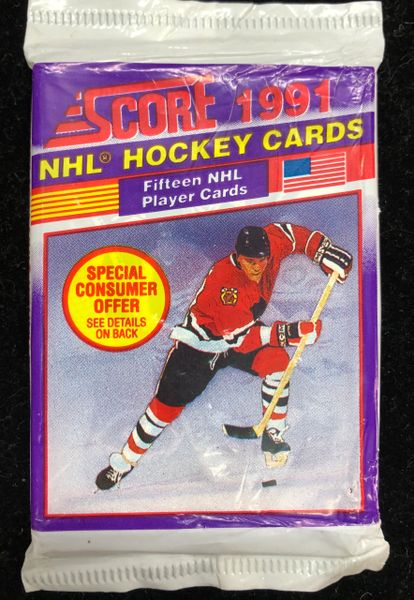 SCORE 1991
NHL® HOCKEY CARDS
Fifteen NHL
Player Cards
SPECIAL
CONSUMER
OFFER
SEE DETAILS
ON BACK